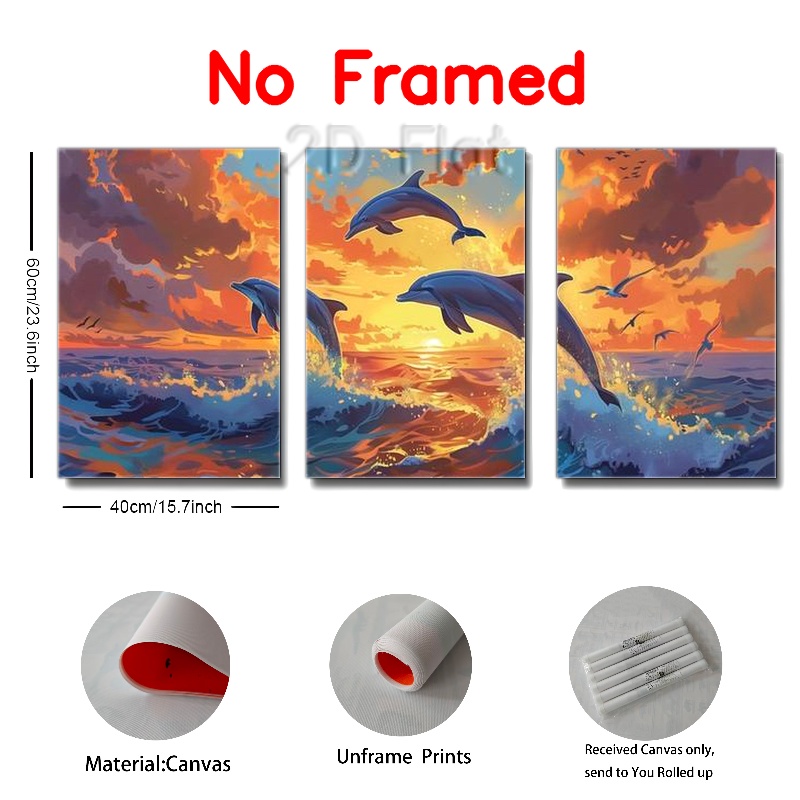 No Framed
2D Flat
60cm/23.6inch
40cm/15.7inch
Material:Canvas
Unframe Prints
Received Canvas only,
send to You Rolled up